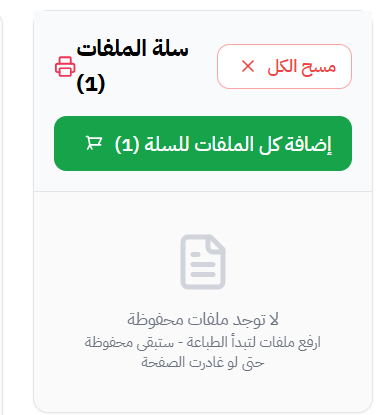 سلة الملفات
(1)
مسح الكل
إضافة كل الملفات للسلة (1)
لا توجد ملفات محفوظة
ارفع ملفات لتبدأ الطباعة - ستبقى محفوظة
حتى لو غادرت الصفحة